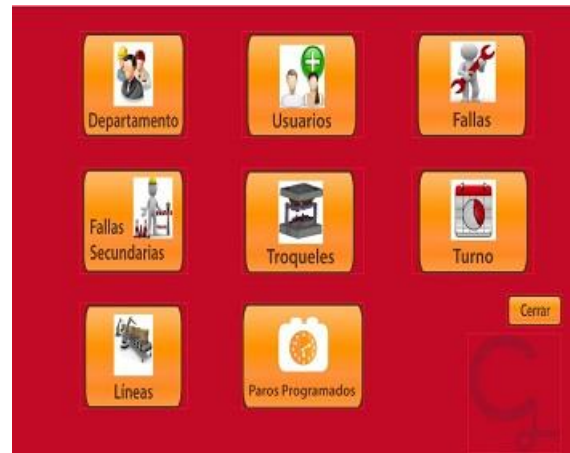 Departamento
Usuarios
Fallas
Fallas
Secundarias
Troqueles
Turno
Cerrar
Líneas
Paros Programados